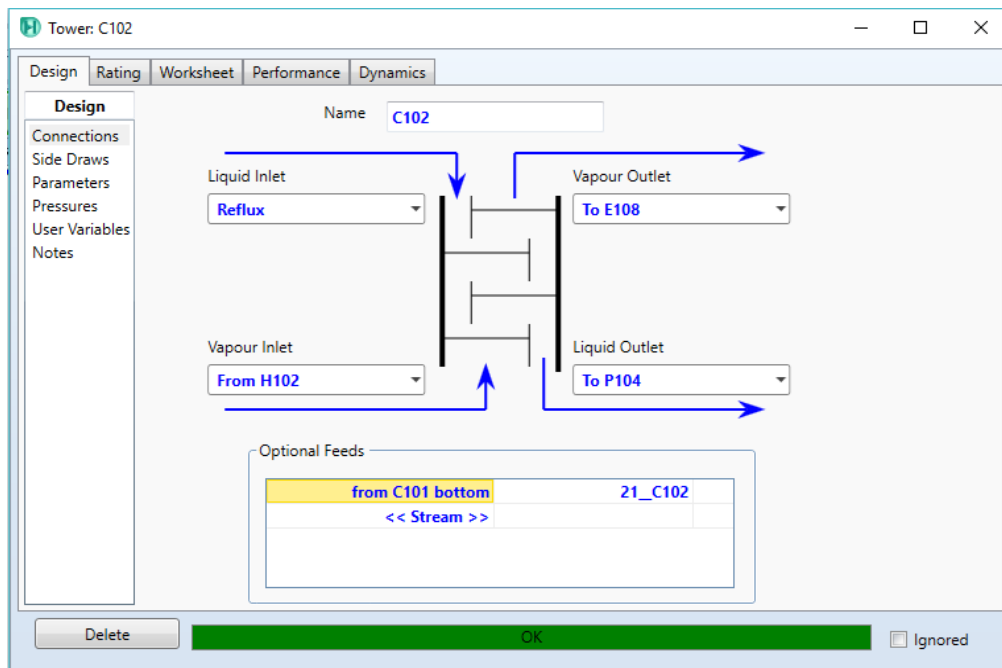 Tower: C102
Design Rating Worksheet Performance Dynamics
Design
Connections
Side Draws
Parameters
Pressures
User Variables
Notes
Name C102
Liquid Inlet
Reflux
Vapour Outlet
To E108
Vapour Inlet
From H102
Liquid Outlet
To P104
Optional Feeds
from C101 bottom 21__C102
<< Stream >>
Delete OK Ignored